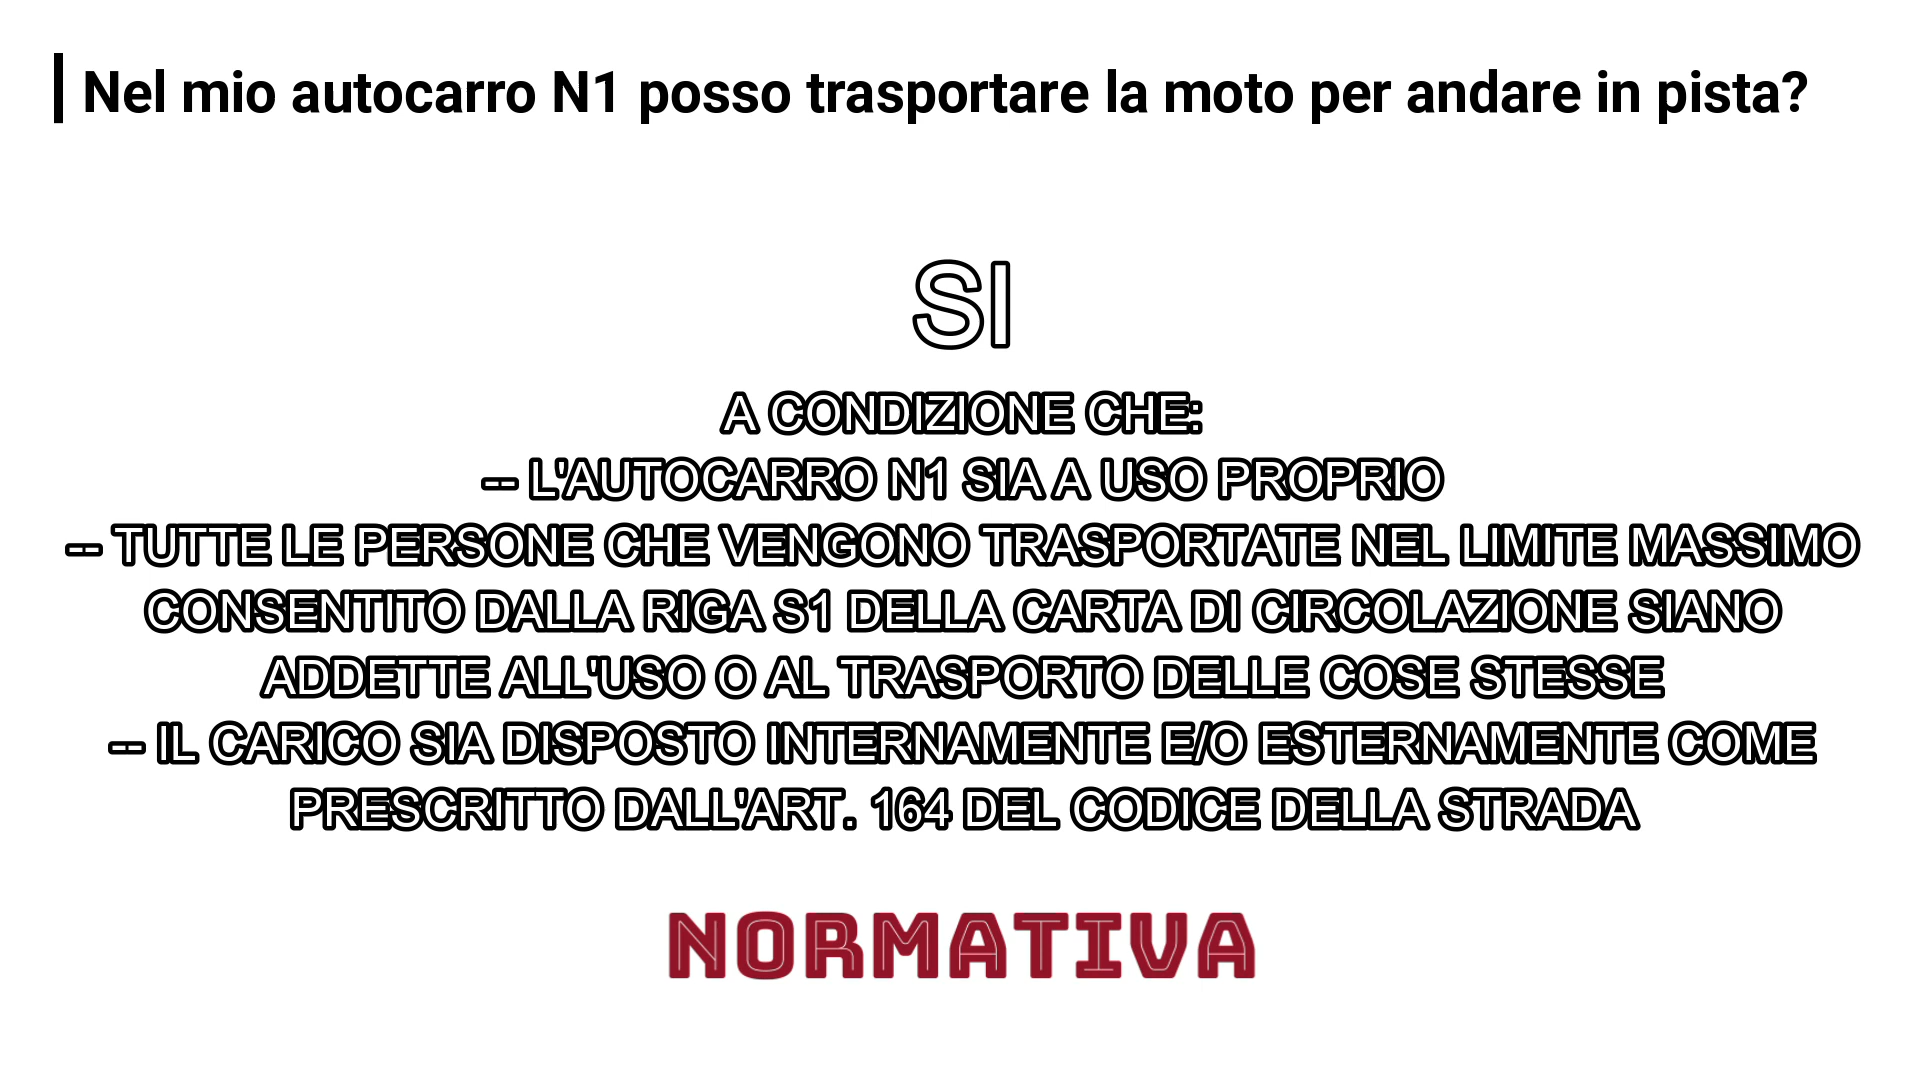 Nel mio autocarro N1 posso trasportare la moto per andare in pista?
SI
A CONDIZIONE CHE:
-- L'AUTOCARRO N1 SIA A USO PROPRIO
-- TUTTE LE PERSONE CHE VENGONO TRASPORTATE NEL LIMITE MASSIMO
CONSENTITO DALLA RIGA S1 DELLA CARTA DI CIRCOLAZIONE SIANO
ADDETTE ALL'USO O AL TRASPORTO DELLE COSE STESSE
-- IL CARICO SIA DISPOSTO INTERNAMENTE E/O ESTERNAMENTE COME
PRESCRITTO DALL'ART. 164 DEL CODICE DELLA STRADA
NORMATIVA